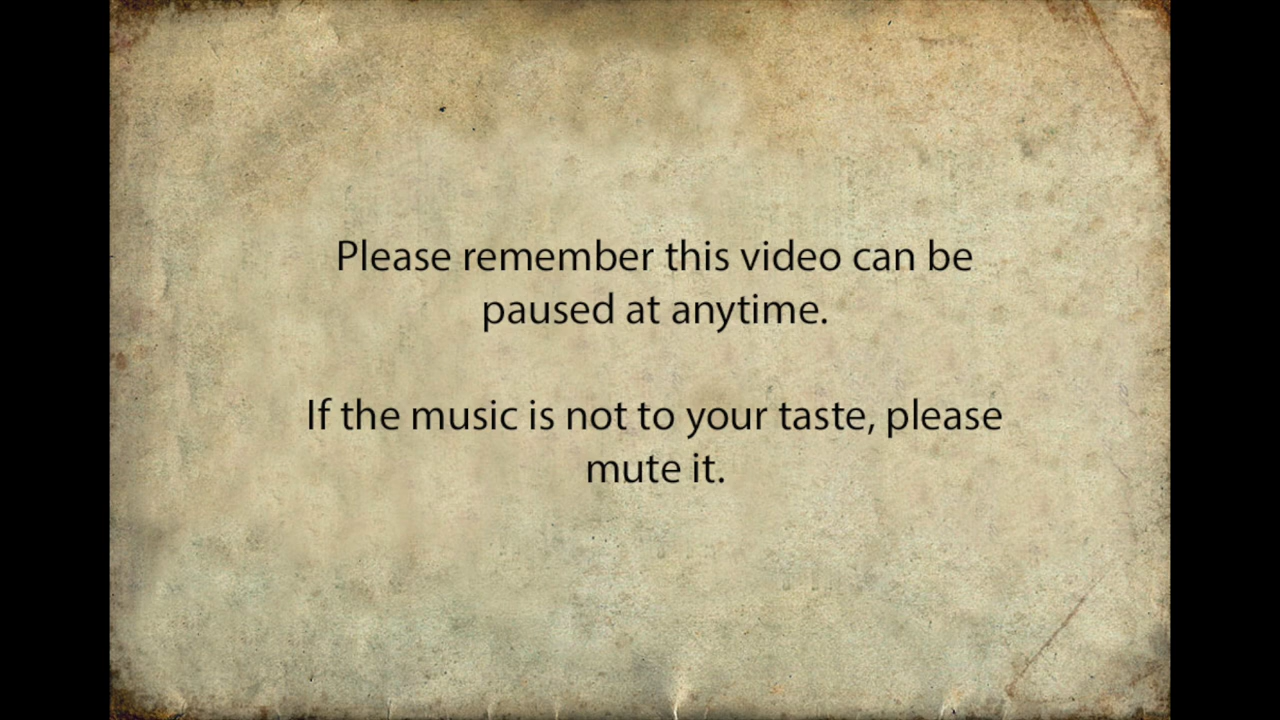 Please remember this video can be
paused at anytime.
If the music is not to your taste, please
mute it.